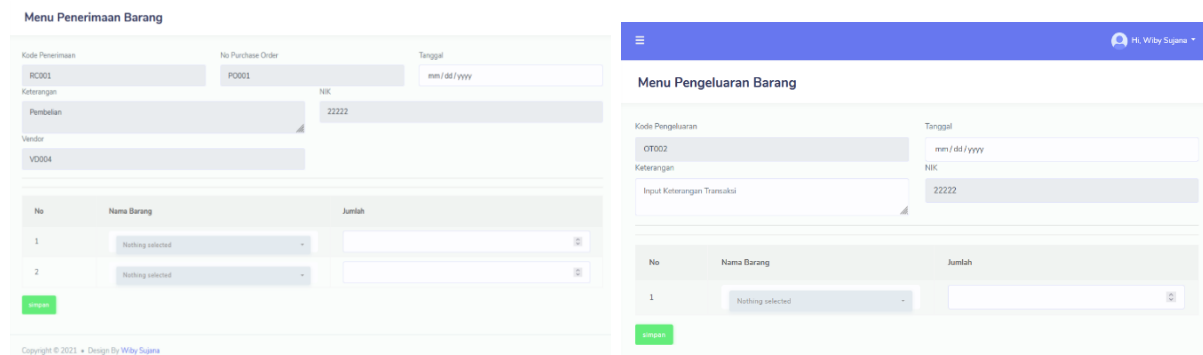 Menu Penerimaan Barang
Kode Penerimaan No Purchase Order Tanggal
RC001 PO001 mm/dd/yyyy
Keterangan NIK
Pembelian 22222
Vendor
VD004
No Nama Barang Jumlah
1 Nothing selected
2 Nothing selected
simpan
Copyright © 2021 • Design By Wiby Sujana
Hi, Wiby Sujana
Menu Pengeluaran Barang
Kode Pengeluaran Tanggal
OT002 mm/dd/yyyy
Keterangan NIK
Input Keterangan Transaksi 22222
No Nama Barang Jumlah
1 Nothing selected
simpan